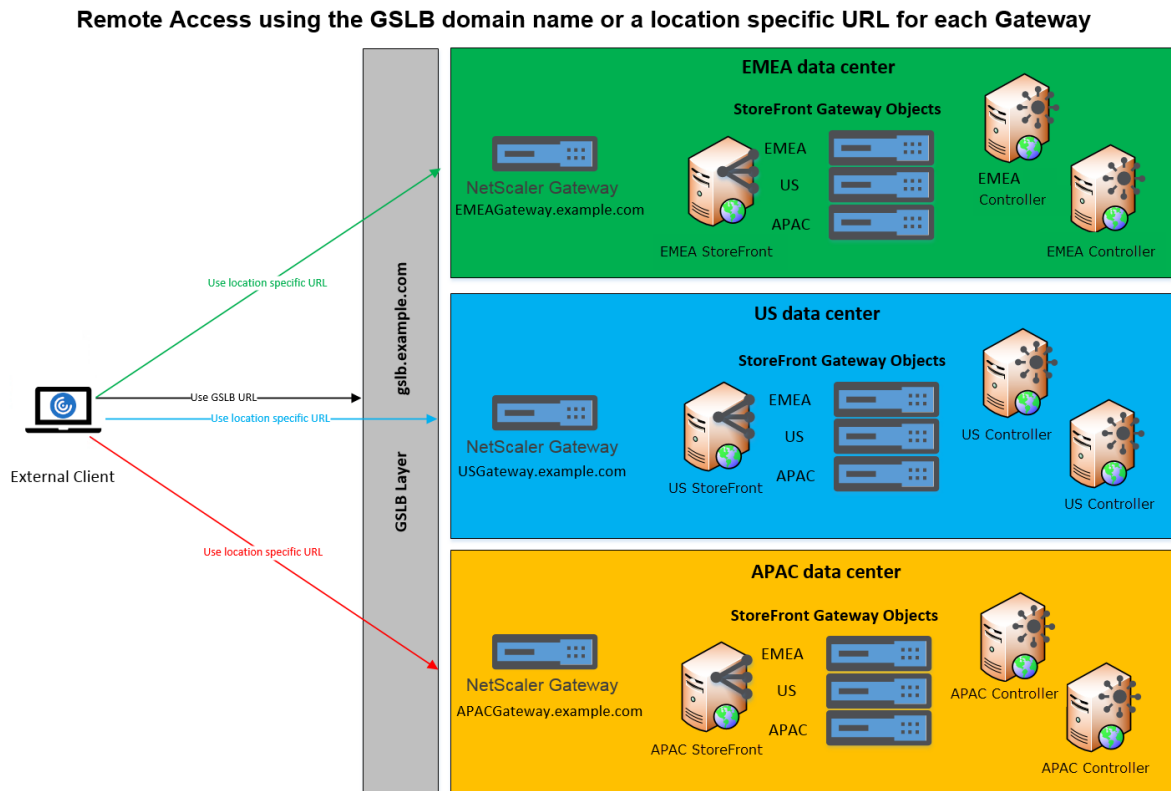 Remote Access using the GSLB domain name or a location specific URL for each Gateway
EMEA data center
StoreFront Gateway Objects
EMEA
US
APAC
NetScaler Gateway
EMEAGateway.example.com
EMEA StoreFront
EMEA
Controller
EMEA Controller
Use location specific URL
gslb.example.com
GSLB Layer
Use GSLB URL
Use location specific URL
External Client
Use location specific URL
US data center
StoreFront Gateway Objects
EMEA
US
APAC
NetScaler Gateway
USGateway.example.com
US StoreFront
US Controller
US Controller
APAC data center
StoreFront Gateway Objects
EMEA
US
APAC
NetScaler Gateway
APACGateway.example.com
APAC StoreFront
APAC Controller
APAC Controller